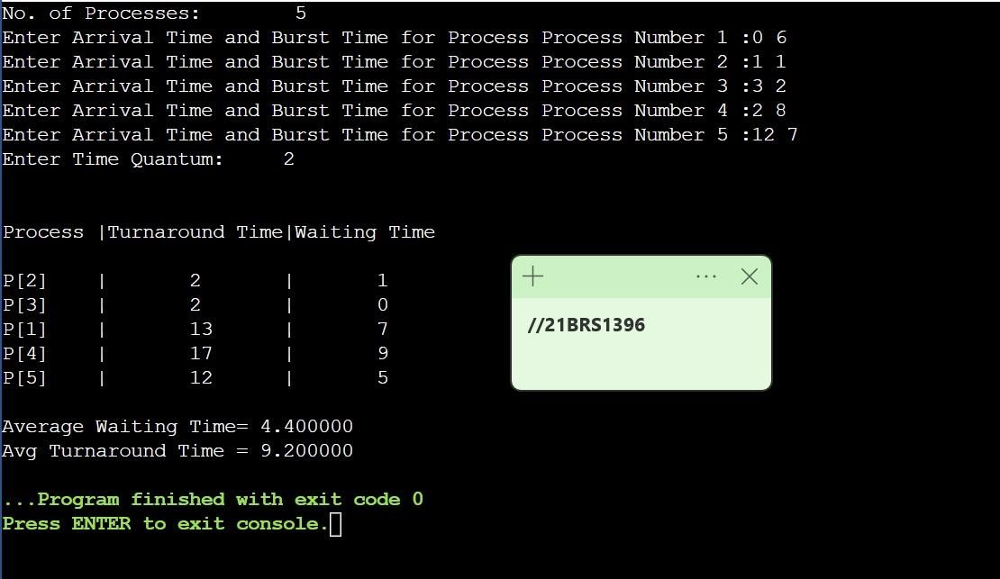 No. of Processes: 5
Enter Arrival Time and Burst Time for Process Process Number 1 :0 6
Enter Arrival Time and Burst Time for Process Process Number 2 :1 1
Enter Arrival Time and Burst Time for Process Process Number 3 :3 2
Enter Arrival Time and Burst Time for Process Process Number 4 :2 8
Enter Arrival Time and Burst Time for Process Process Number 5 :12 7
Enter Time Quantum: 2
Process |Turnaround Time|Waiting Time
P[2] | 2 | 1
P[3] | 2 | 0
P[1] | 13 | 7
P[4] | 17 | 9
P[5] | 12 | 5
//21BRS1396
Average Waiting Time= 4.400000
Avg Turnaround Time = 9.200000
...Program finished with exit code 0
Press ENTER to exit console.